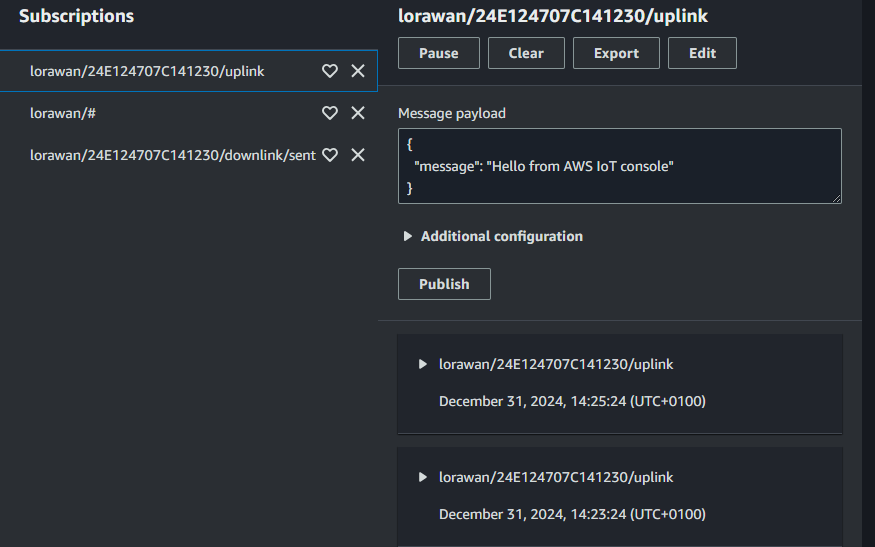 Subscriptions
lorawan/24E124707C141230/uplink
lorawan/#
lorawan/24E124707C141230/downlink/sent
lorawan/24E124707C141230/uplink
Pause Clear Export Edit
Message payload
{
"message": "Hello from AWS IoT console"
}
Additional configuration
Publish
lorawan/24E124707C141230/uplink
December 31, 2024, 14:25:24 (UTC+0100)
lorawan/24E124707C141230/uplink
December 31, 2024, 14:23:24 (UTC+0100)